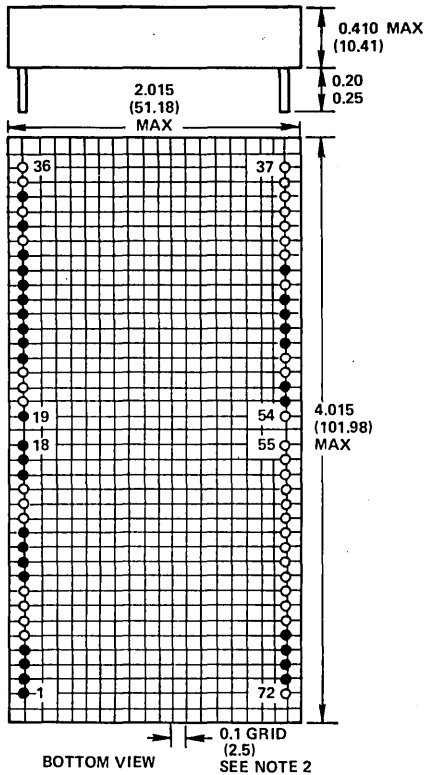 0.410 MAX
(10.41)
0.20
0.25
2.015
(51.18)
MAX
36 37
19 54
4.015
(101.98)
MAX
18 55
1 72
0.1 GRID
(2.5)
SEE NOTE 2
BOTTOM VIEW